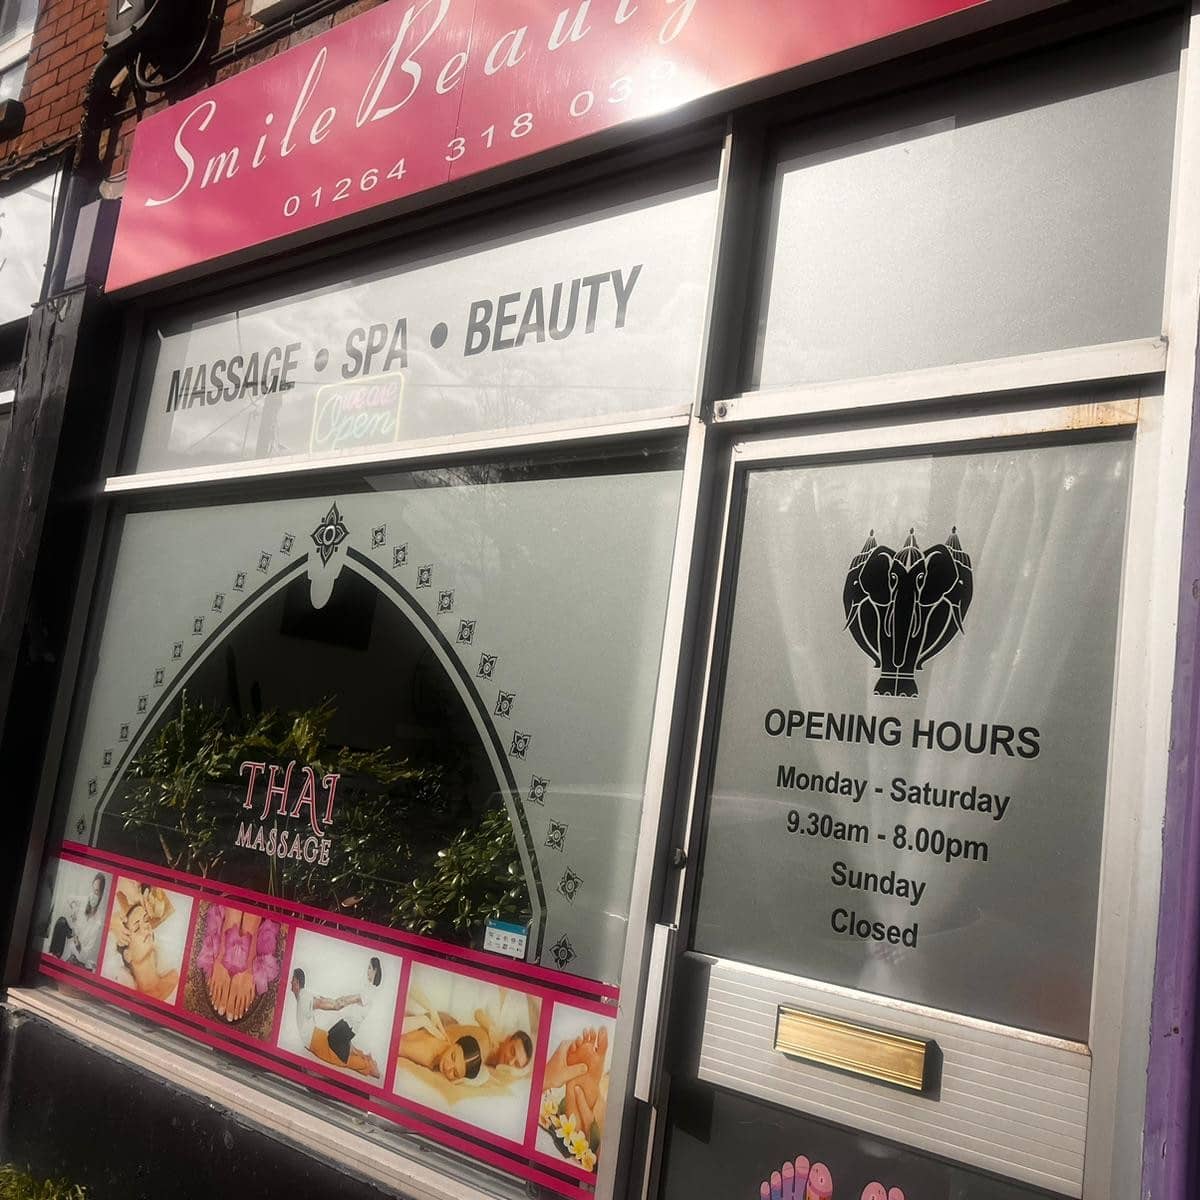 Smile Beauty
01264 318 039
MASSAGE • SPA • BEAUTY
we are
Open
THAI
MASSAGE
OPENING HOURS
Monday - Saturday
9.30am - 8.00pm
Sunday
Closed